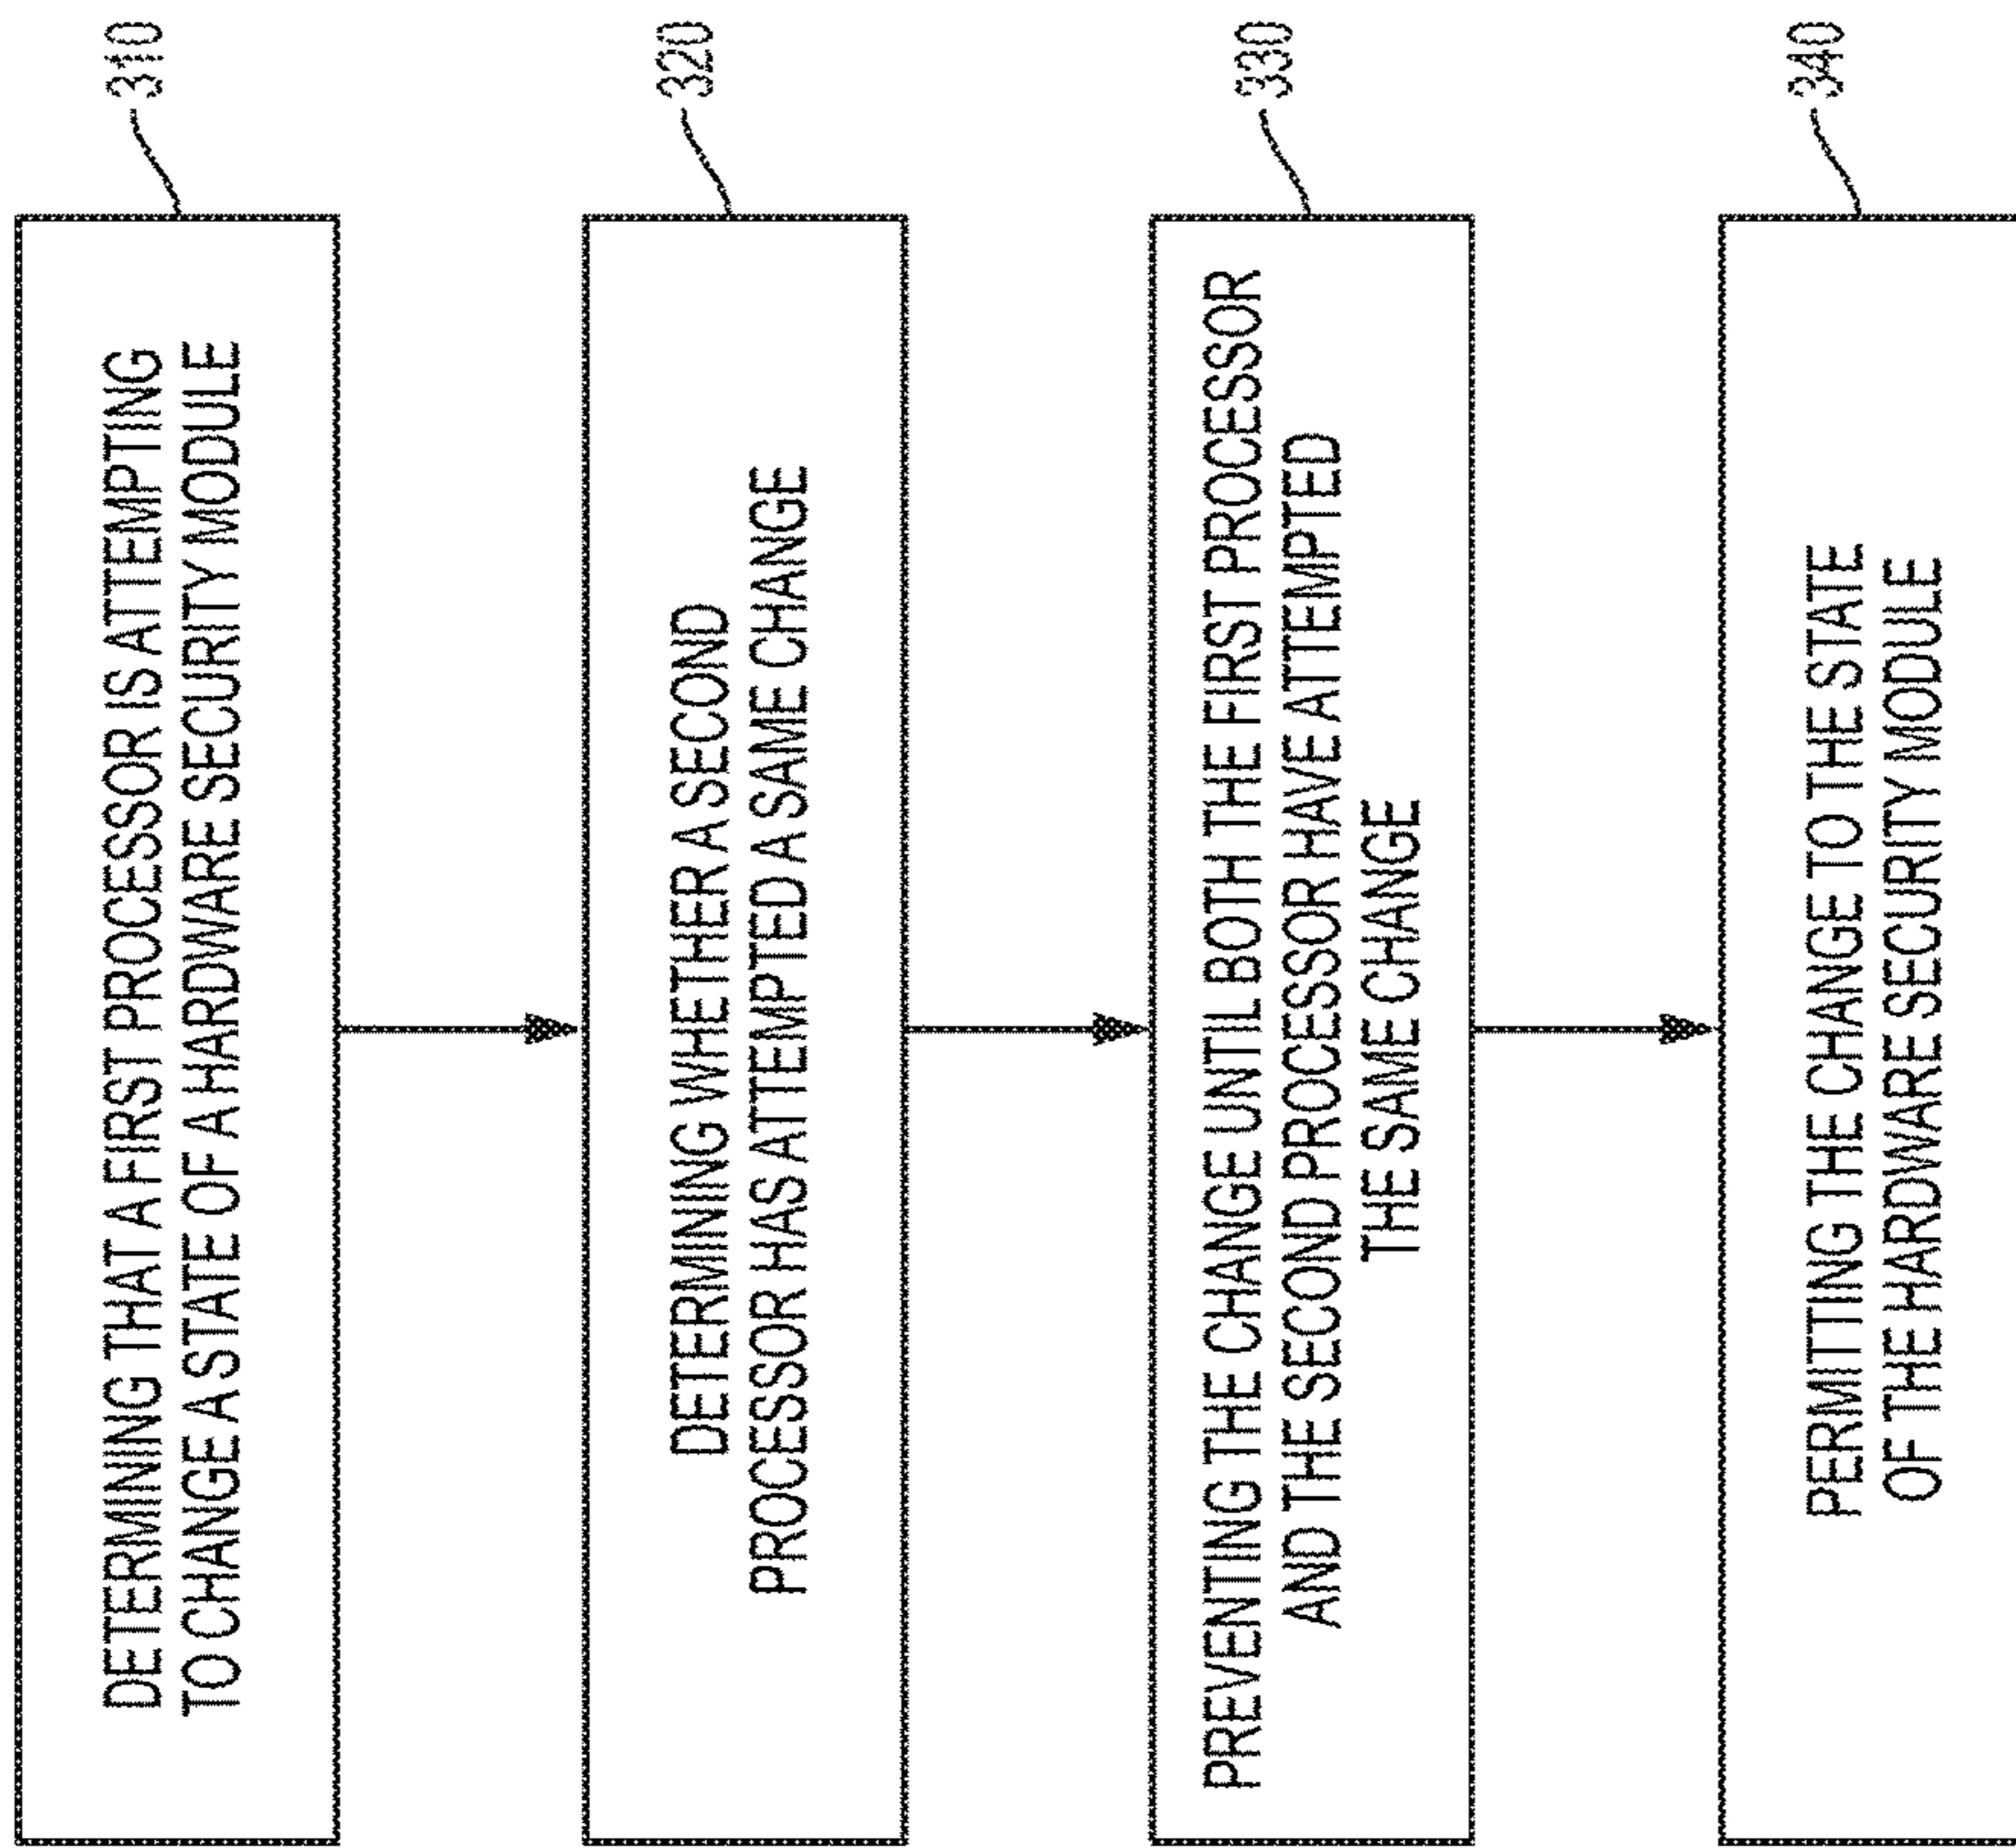 310
DETERMINING THAT A FIRST PROCESSOR IS ATTEMPTING
TO CHANGE A STATE OF A HARDWARE SECURITY MODULE
320
DETERMINING WHETHER A SECOND
PROCESSOR HAS ATTEMPTED A SAME CHANGE
330
PREVENTING THE CHANGE UNTIL BOTH THE FIRST PROCESSOR
AND THE SECOND PROCESSOR HAVE ATTEMPTED
THE SAME CHANGE
340
PERMITTING THE CHANGE TO THE STATE
OF THE HARDWARE SECURITY MODULE